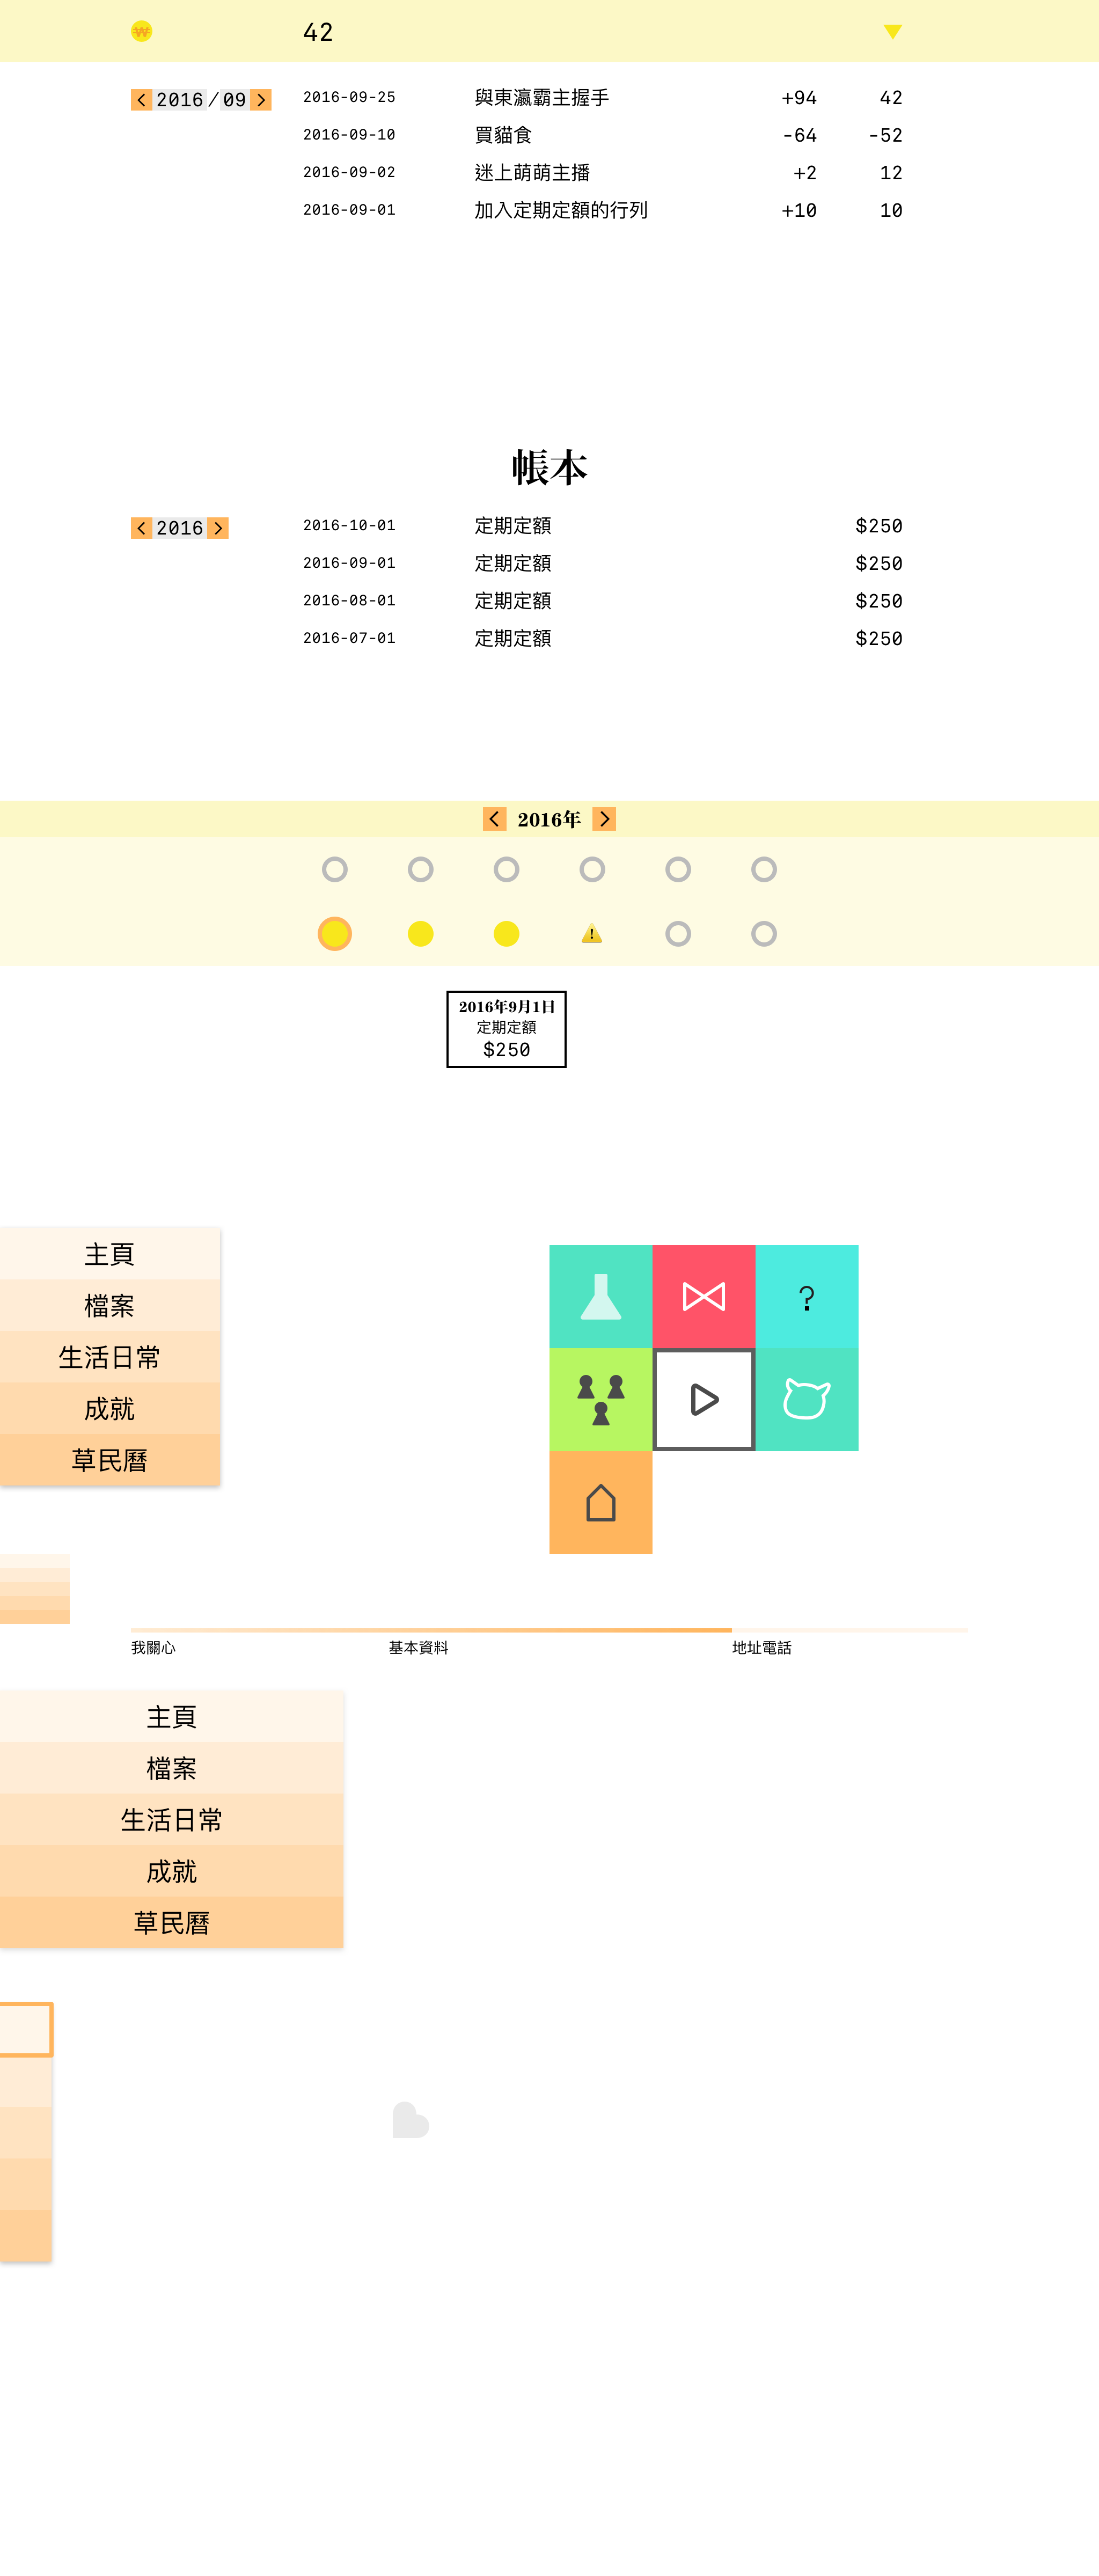 ₩ 42
2016/09
2016-09-25 與東瀛霸主握手 +94 42
2016-09-10 買貓食 -64 -52
2016-09-02 迷上萌萌主播 +2 12
2016-09-01 加入定期定額的行列 +10 10
帳本
2016
2016-10-01 定期定額 $250
2016-09-01 定期定額 $250
2016-08-01 定期定額 $250
2016-07-01 定期定額 $250
2016年
!
2016年9月1日
定期定額
$250
主頁
檔案
生活日常
成就
草民曆
?
我關心 基本資料 地址電話
主頁
檔案
生活日常
成就
草民曆